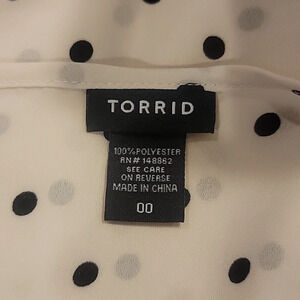 TORRID
100% POLYESTER
RN# 148862
SEE CARE
ON REVERSE
MADE IN CHINA
00